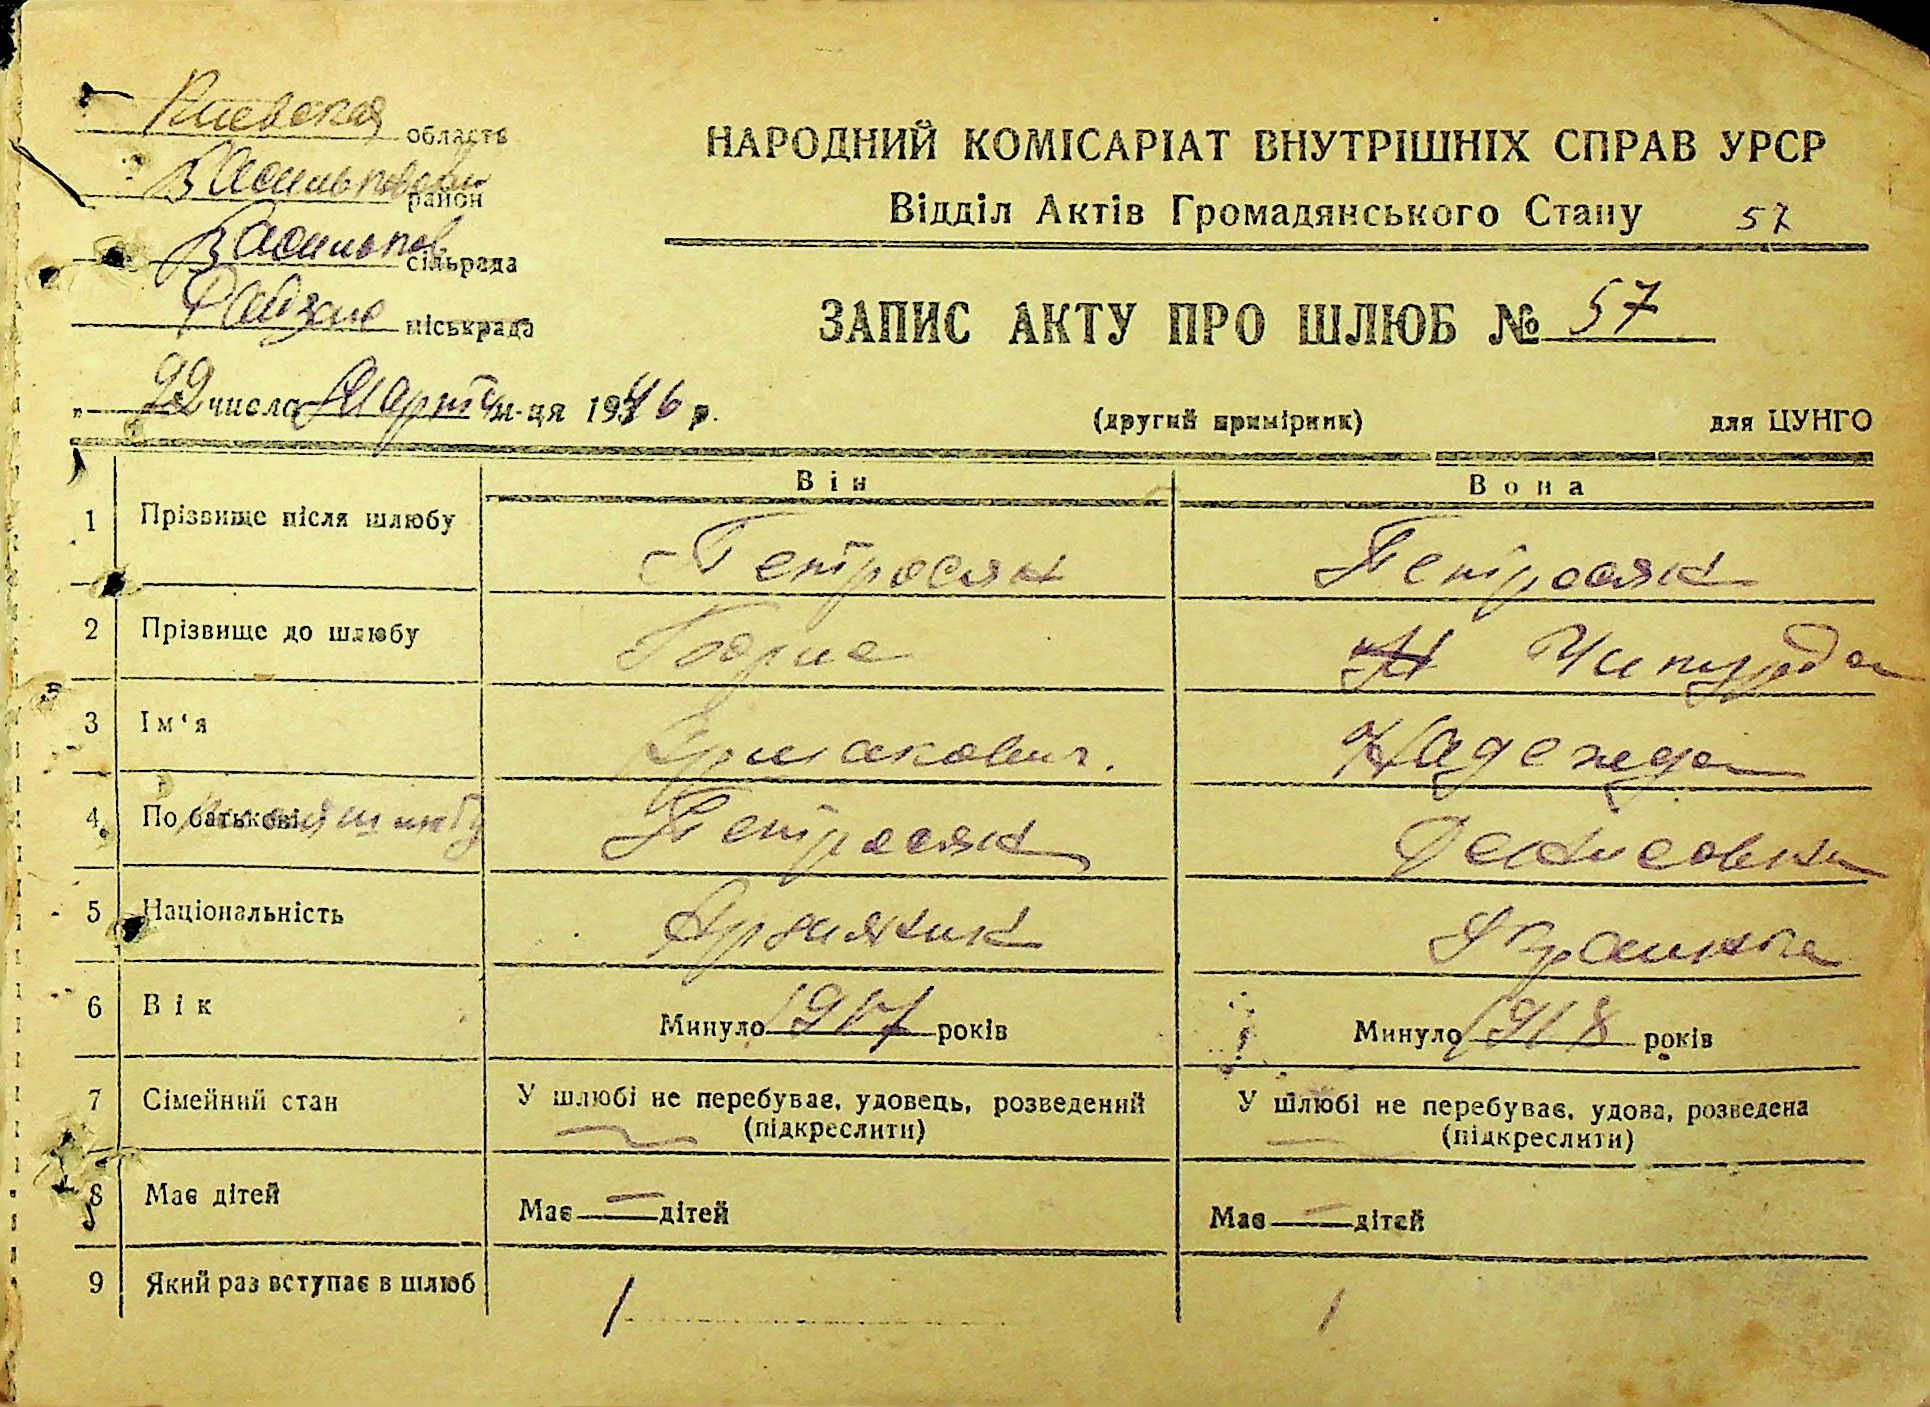 Киевская область
Васильковский район
Васильков сільрада
Райзаг міськрада
„ 22 числа марта м-ця 1946 р.
НАРОДНИЙ КОМІСАРІАТ ВНУТРІШНІХ СПРАВ УРСР
Відділ Актів Громадянського Стану 57
ЗАПИС АКТУ ПРО ШЛЮБ № 57
(другий примірник) для ЦУНГО
Він Вона
1 Прізвище після шлюбу Петросян Петросян
2 Прізвище до шлюбу Чипурда
3 Ім'я Надежда
4 По батькові Петросян Денисовна
5 Національність Армянин Украинка
6 Вік Минуло 1917 років Минуло 1918 років
7 Сімейний стан У шлюбі не перебуває, удовець, розведений У шлюбі не перебуває, удова, розведена
(підкреслити) (підкреслити)
8 Має дітей Має — дітей Має — дітей
9 Який раз вступає в шлюб 1 1